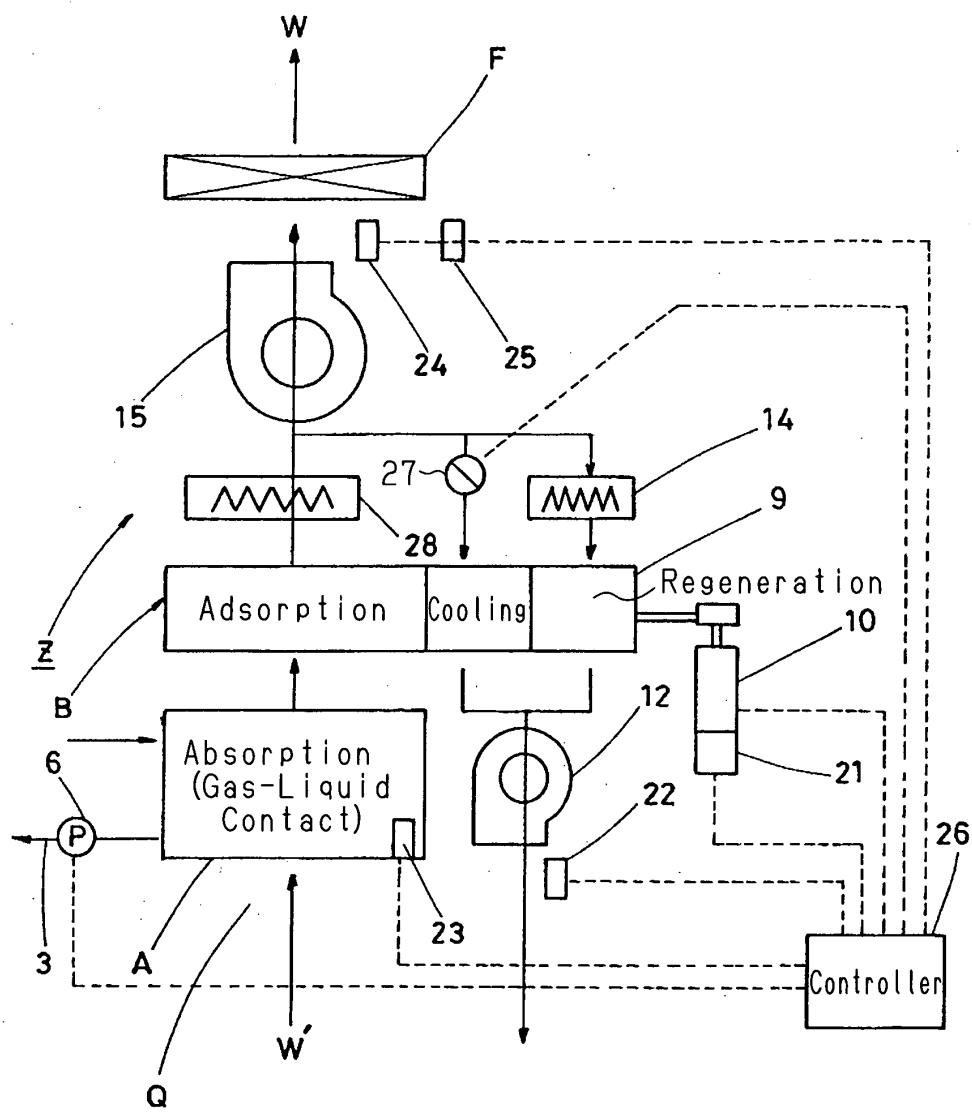 W
F
24
25
15
27
14
28
9
Adsorption
Cooling
Regeneration
Z
B
10
12
6
Absorption
(Gas-Liquid
Contact)
21
22
P
26
3
A
23
Controller
W'
Q